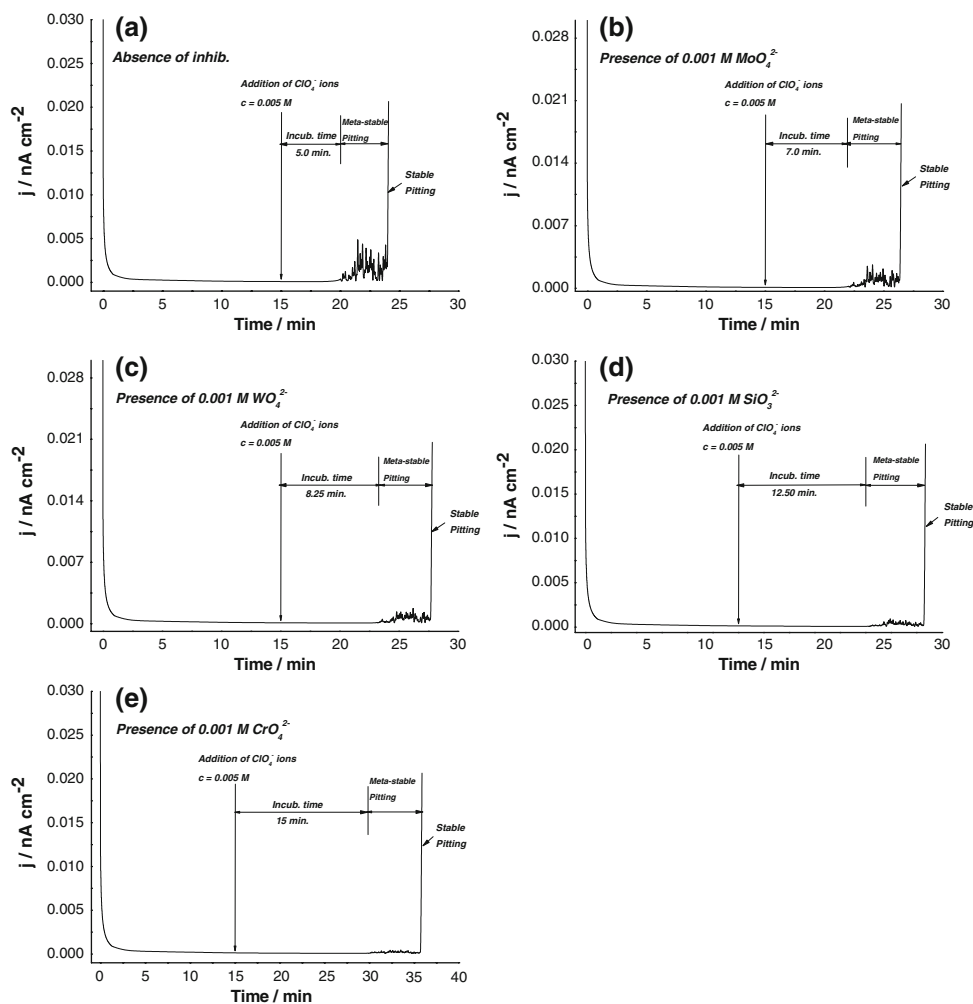 (a)
Absence of inhib.
Addition of ClO₄⁻ ions
c = 0.005 M
Incub. time
5.0 min.
Meta-stable
Pitting
Stable
Pitting
j / nA cm⁻²
0.030
0.025
0.020
0.015
0.010
0.005
0.000
0 5 10 15 20 25 30
Time / min
(b)
Presence of 0.001 M MoO₄²⁻
Addition of ClO₄⁻ ions
c = 0.005 M
Incub. time
7.0 min.
Meta-stable
Pitting
Stable
Pitting
j / nA cm⁻²
0.028
0.021
0.014
0.007
0.000
0 5 10 15 20 25 30
Time / min
(c)
Presence of 0.001 M WO₄²⁻
Addition of ClO₄⁻ ions
c = 0.005 M
Incub. time
8.25 min.
Meta-stable
Pitting
Stable
Pitting
j / nA cm⁻²
0.028
0.021
0.014
0.007
0.000
0 5 10 15 20 25 30
Time / min
(d)
Presence of 0.001 M SiO₃²⁻
Addition of ClO₄⁻ ions
c = 0.005 M
Incub. time
12.50 min.
Meta-stable
Pitting
Stable
Pitting
j / nA cm⁻²
0.030
0.025
0.020
0.015
0.010
0.005
0.000
0 5 10 15 20 25 30
Time / min
(e)
Presence of 0.001 M CrO₄²⁻
Addition of ClO₄⁻ ions
c = 0.005 M
Incub. time
15 min.
Meta-stable
Pitting
Stable
Pitting
j / nA cm⁻²
0.030
0.025
0.020
0.015
0.010
0.005
0.000
0 5 10 15 20 25 30 35 40
Time / min